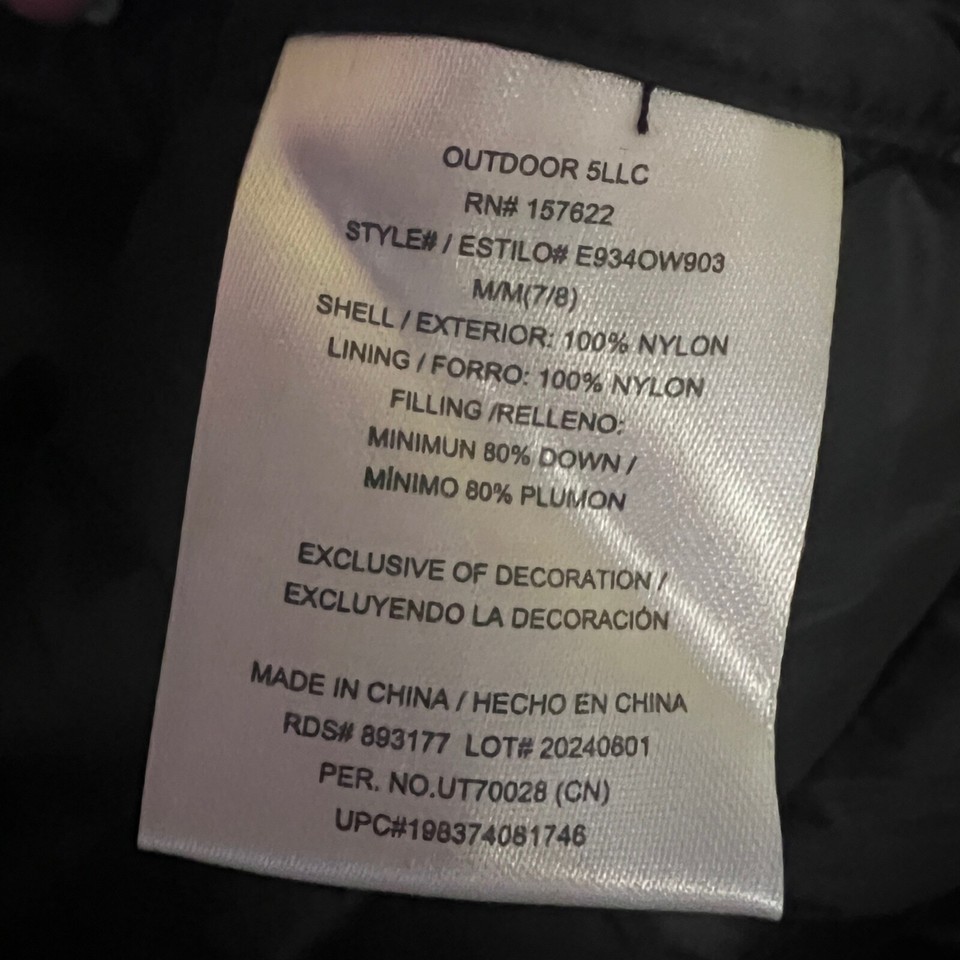 OUTDOOR 5LLC
RN# 157622
STYLE# / ESTILO# E934OW903
M/M(7/8)
SHELL / EXTERIOR: 100% NYLON
LINING / FORRO: 100% NYLON
FILLING /RELLENO:
MINIMUN 80% DOWN /
MÍNIMO 80% PLUMON
EXCLUSIVE OF DECORATION /
EXCLUYENDO LA DECORACIÓN
MADE IN CHINA / HECHO EN CHINA
RDS# 893177 LOT# 20240801
PER. NO.UT70028 (CN)
UPC#198374081746